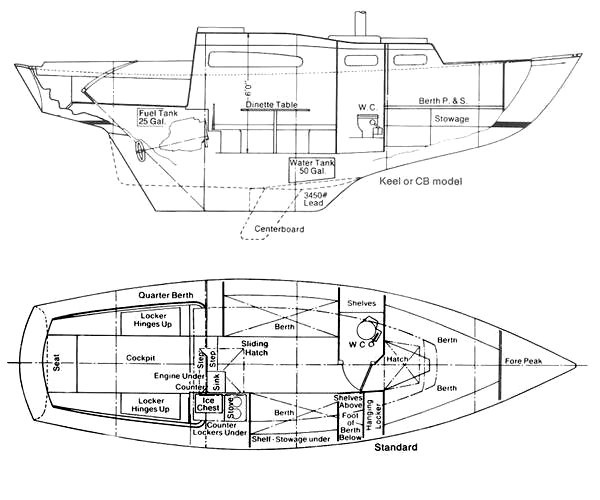 6'0"
Fuel Tank
25 Gal.
Dinette Table
W.C.
Berth P. & S.
Stowage
Water Tank
50 Gal.
Keel or CB model
3450#
Lead
Centerboard
Quarter Berth
Locker
Hinges Up
Shelves
Berth
Sliding
Hatch
W C
Berth
Seat
Cockpit
Step
Step
Hatch
Fore Peak
Engine Under
Counter
Sink
Berth
Locker
Hinges Up
Ice
Chest
Stove
Berth
Shelves
Above
Foot
of
Berth
Below
Hanging
Locker
Counter
Lockers Under
Shelf - Stowage under
Standard